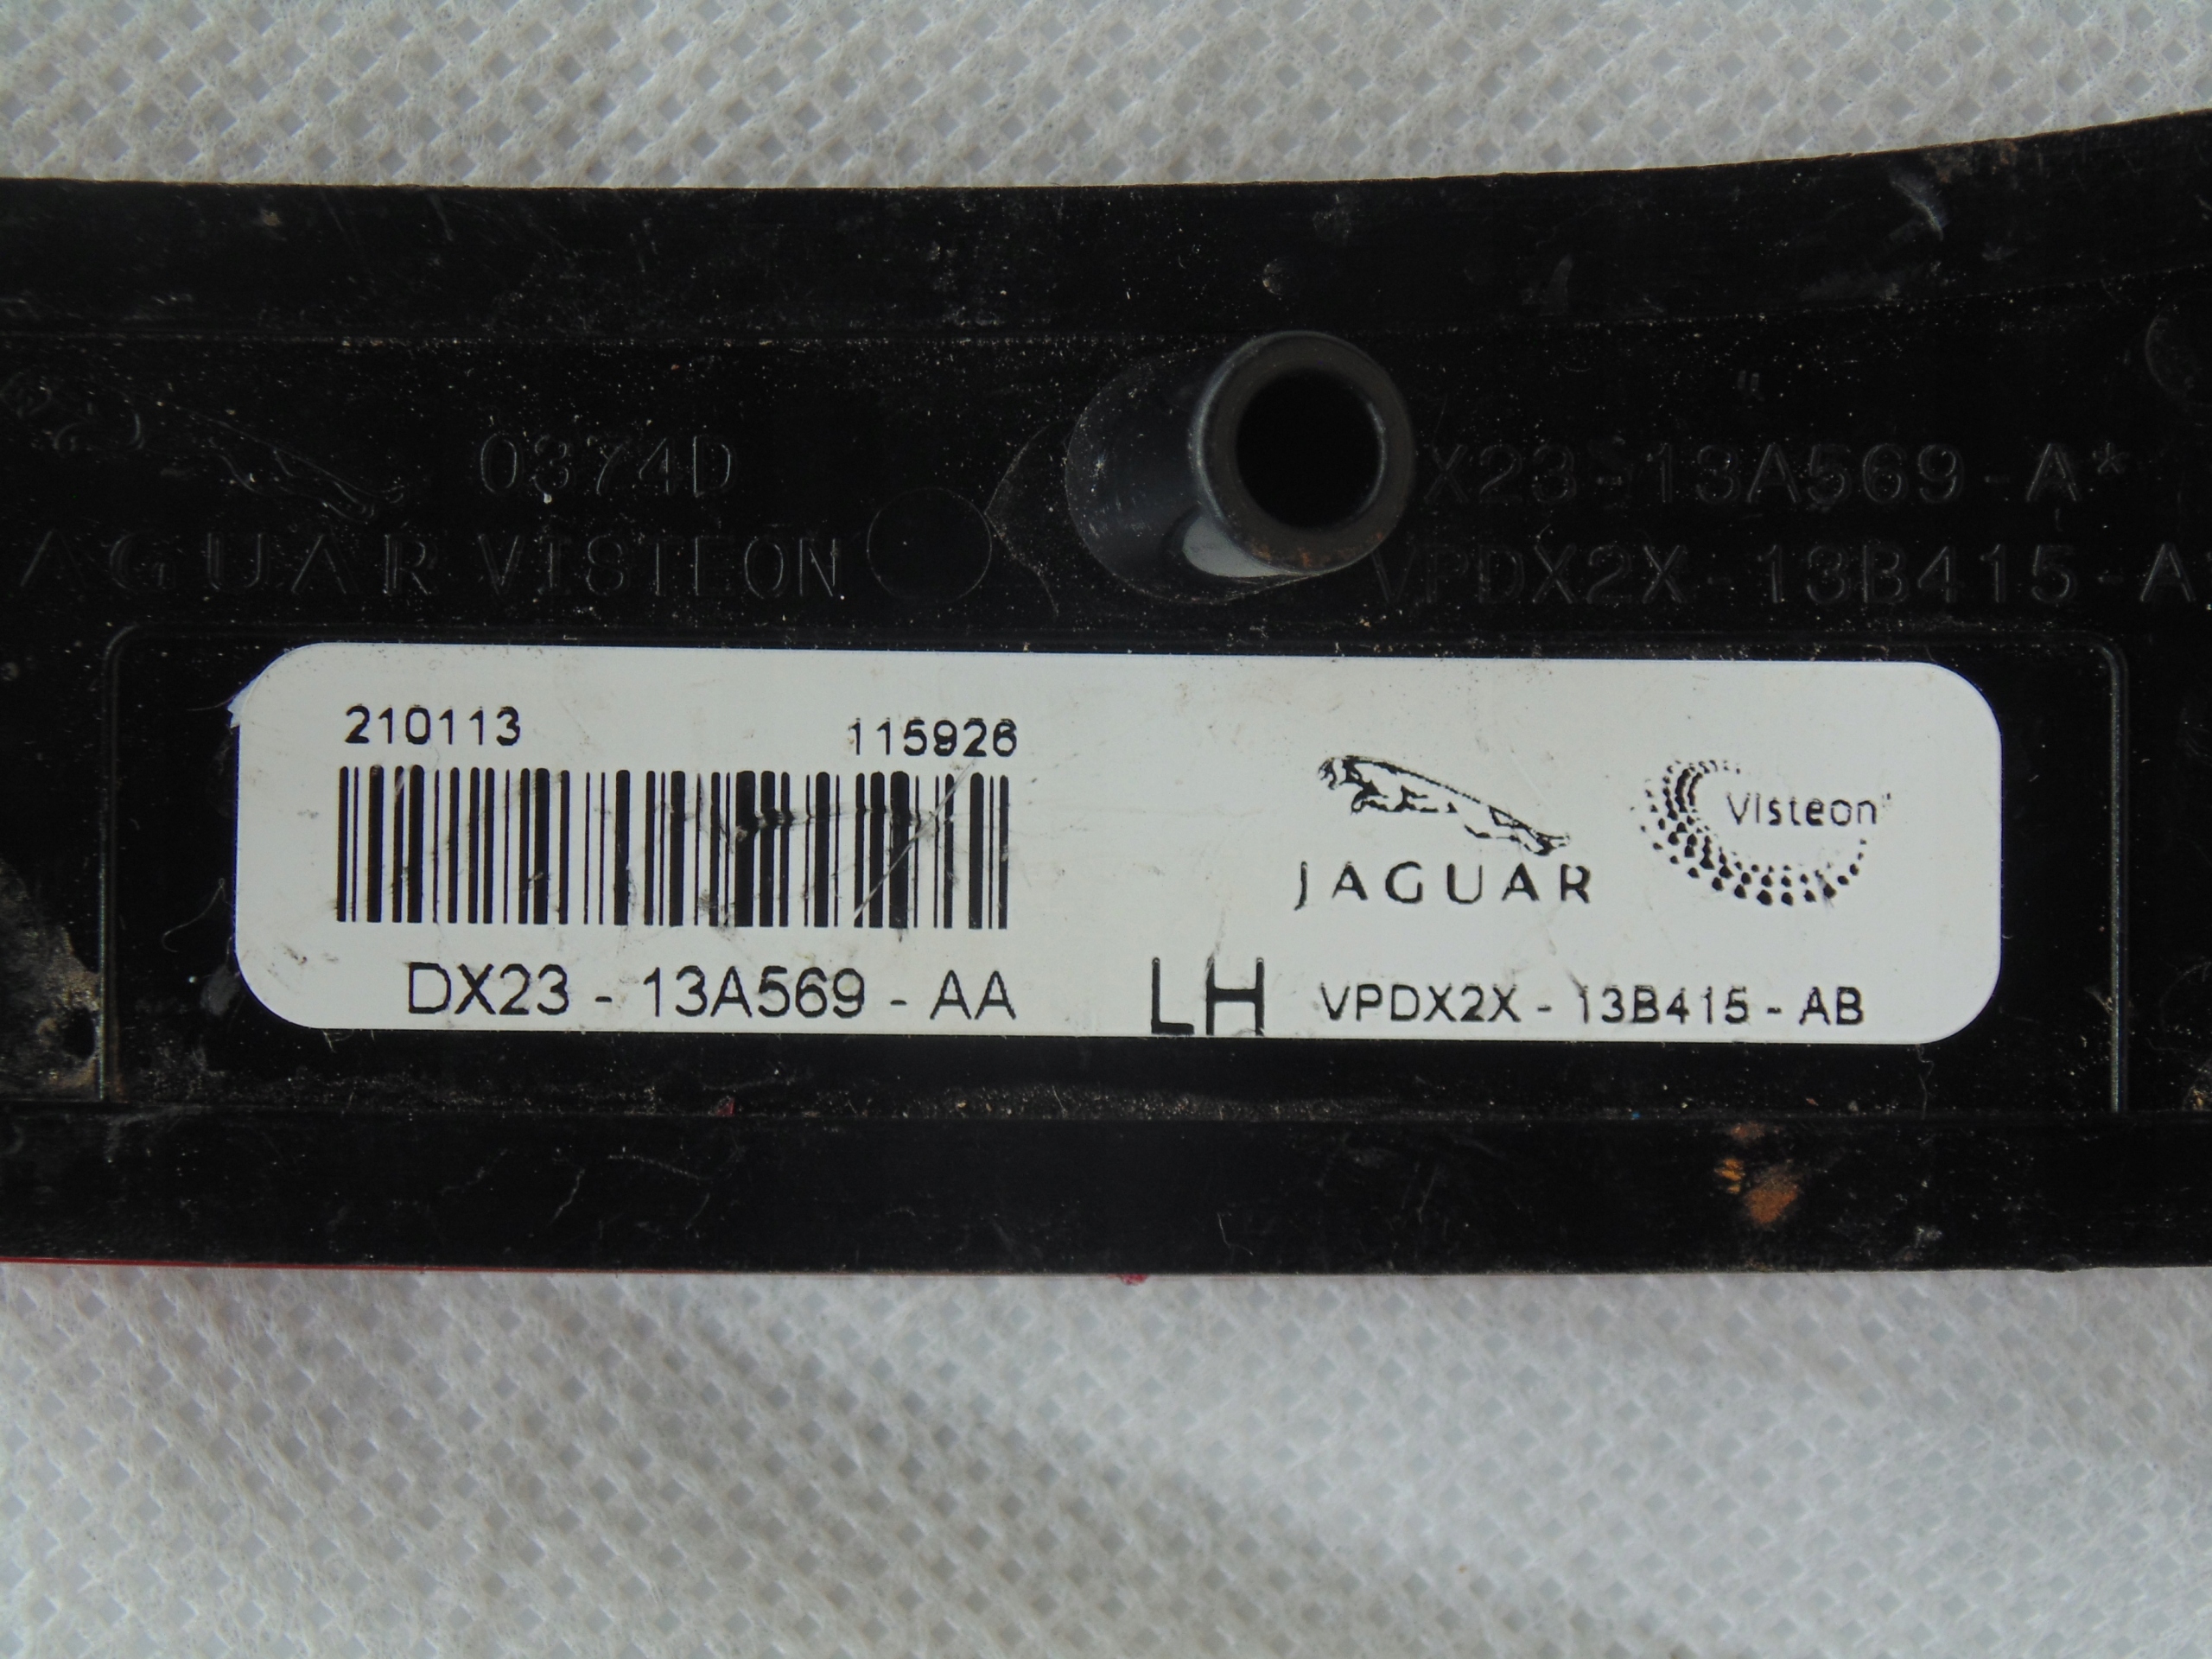 0374D
X23-13A569-A*
AGUAR VISTEON
VPDX2X-13B415-A
210113 115926
JAGUAR
Visteon
DX23 - 13A569 - AA
LH
VPDX2X - 13B415 - AB